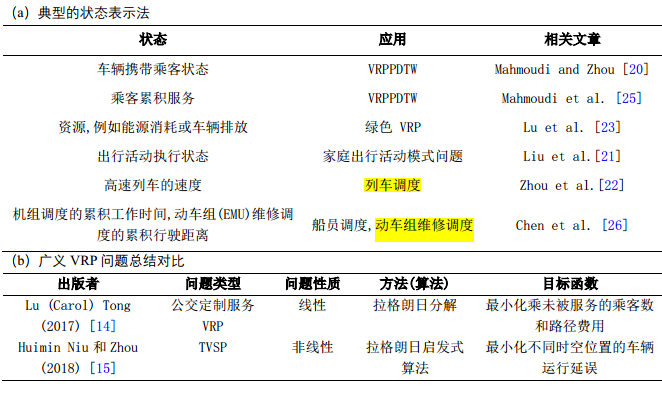 (a) 典型的状态表示法
状态 应用 相关文章
车辆携带乘客状态 VRPPDTW Mahmoudi and Zhou [20]
乘客累积服务 VRPPDTW Mahmoudi et al. [25]
资源,例如能源消耗或车辆排放 绿色 VRP Lu et al. [23]
出行活动执行状态 家庭出行活动模式问题 Liu et al. [21]
高速列车的速度 列车调度 Zhou et al.[22]
机组调度的累积工作时间,动车组(EMU)维修调
度的累积行驶距离 船员调度,动车组维修调度 Chen et al. [26]
(b) 广义 VRP 问题总结对比
出版者 问题类型 问题性质 方法(算法) 目标函数
Lu (Carol) Tong 公交定制服务 线性 拉格朗日分解 最小化乘未被服务的乘客数
(2017) [14] VRP 和路径费用
Huimin Niu 和 Zhou TVSP 非线性 拉格朗日启发式 最小化不同时空位置的车辆
(2018) [15] 算法 运行延误